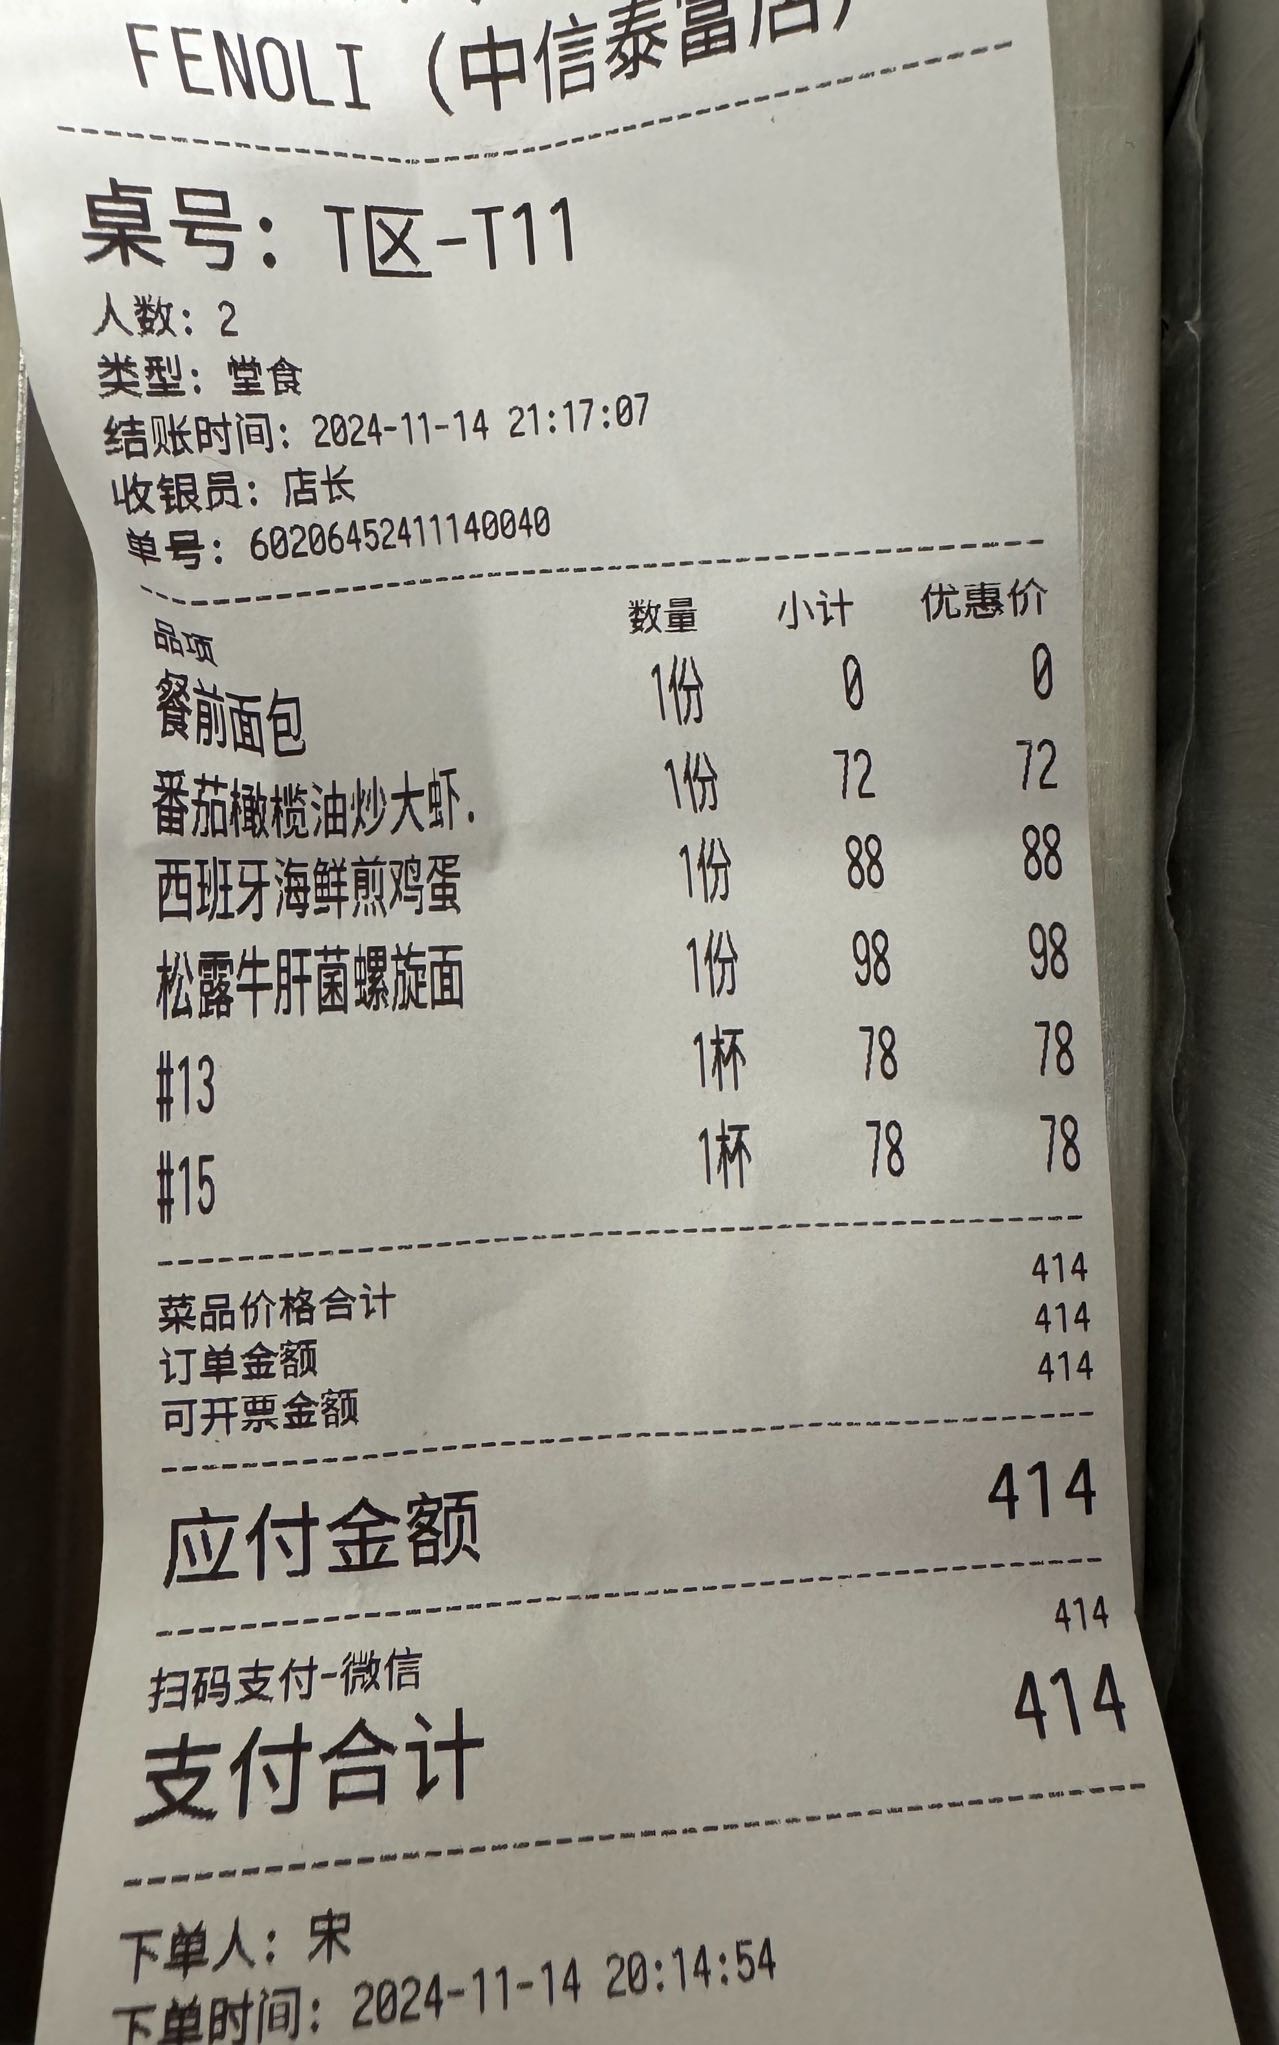 FENOLI（中信泰富店）
桌号：T区-T11
人数：2
类型：堂食
结账时间：2024-11-14 21:17:07
收银员：店长
单号：60206452411140040
品项 数量 小计 优惠价
餐前面包 1份 0 0
番茄橄榄油炒大虾. 1份 72 72
西班牙海鲜煎鸡蛋 1份 88 88
松露牛肝菌螺旋面 1份 98 98
#13 1杯 78 78
#15 1杯 78 78
菜品价格合计 414
订单金额 414
可开票金额 414
应付金额 414
扫码支付-微信 414
支付合计 414
下单人：宋
下单时间：2024-11-14 20:14:54